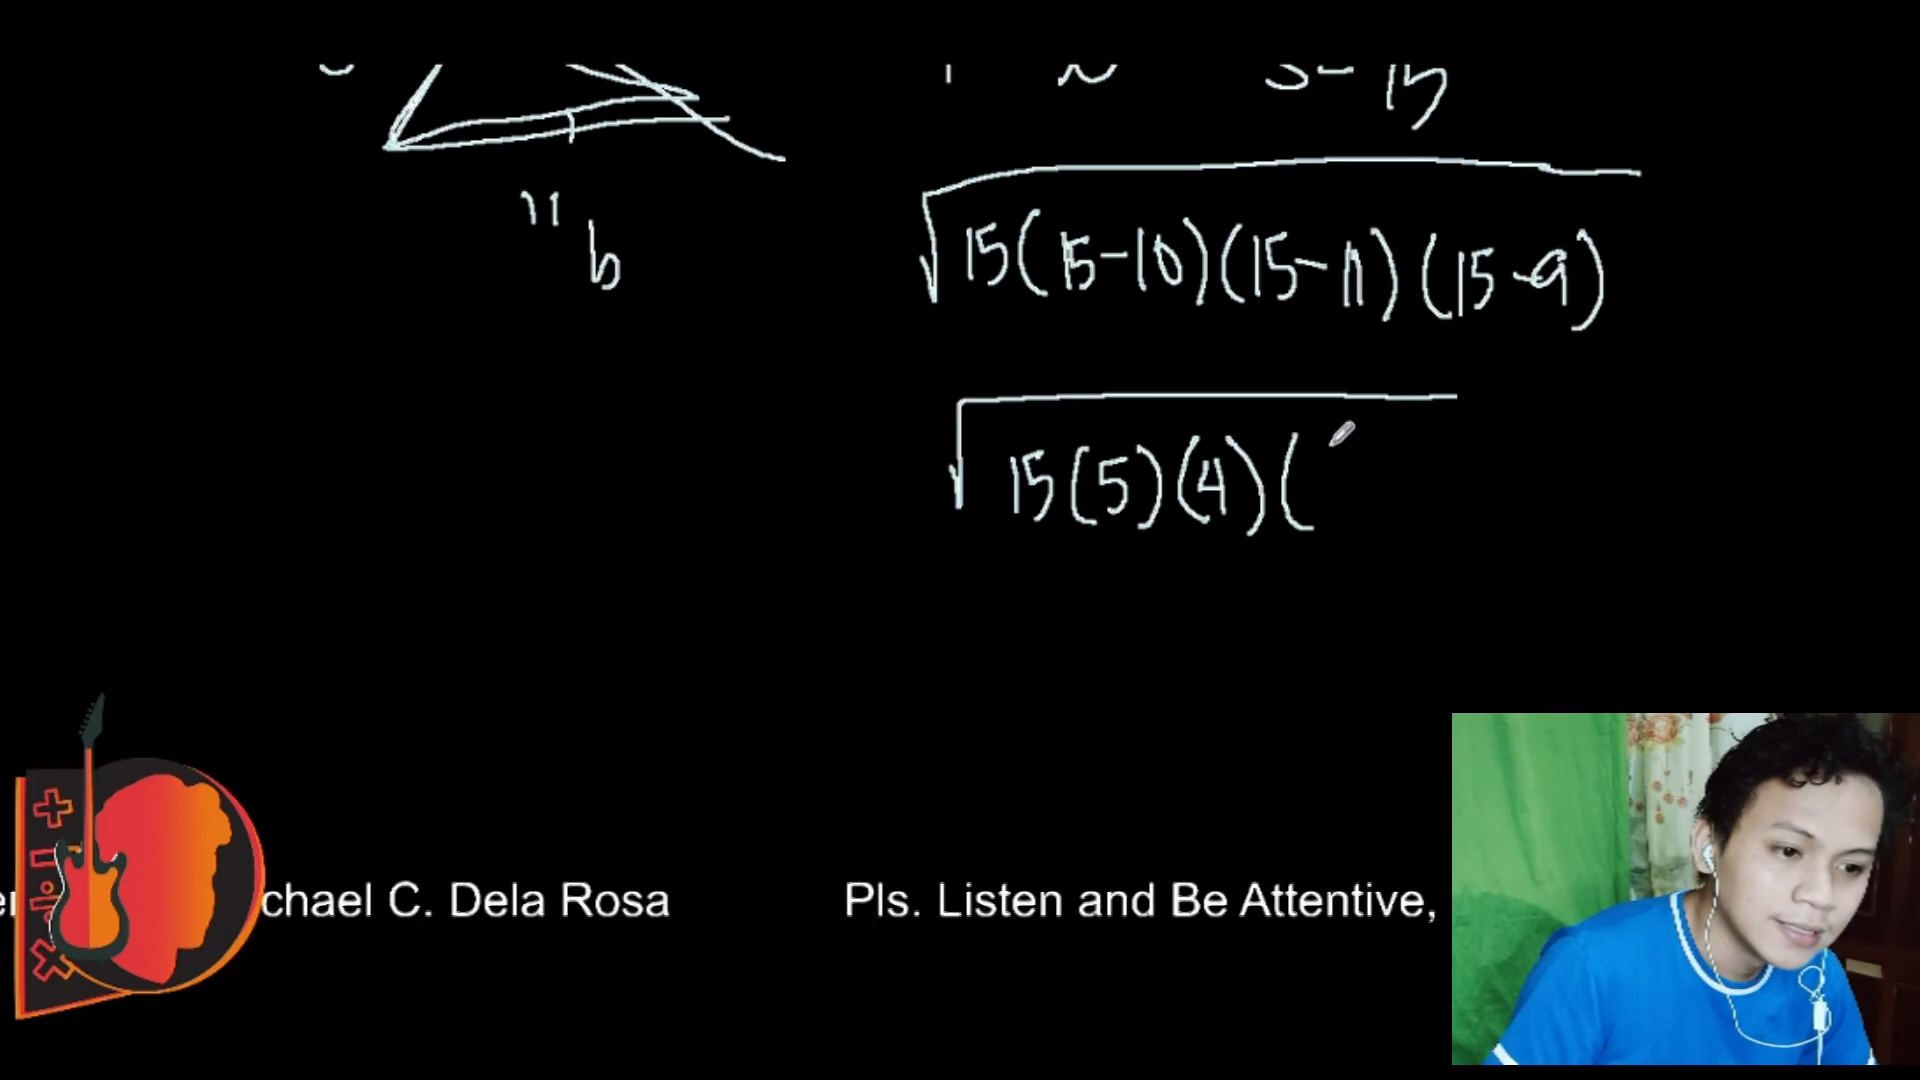 s = 15
11
b
√15(15-10)(15-11)(15-9)
√15(5)(4)(
chael C. Dela Rosa Pls. Listen and Be Attentive,